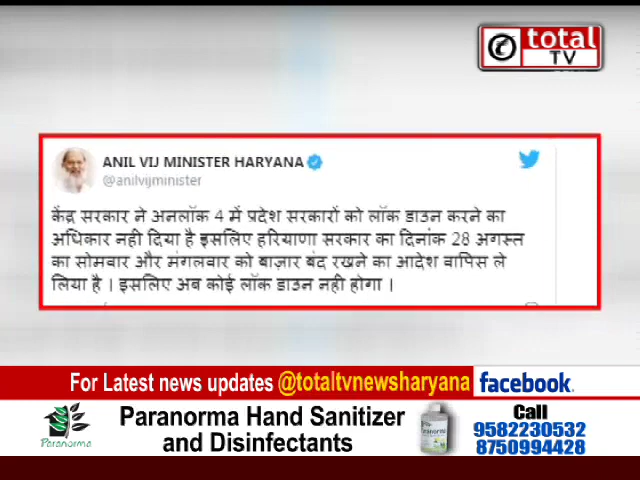 total
TV
ANIL VIJ MINISTER HARYANA
@anilvijminister
केंद्र सरकार ने अनलॉक 4 में प्रदेश सरकारों को लॉक डाउन करने का
अधिकार नही दिया है इसलिए हरियाणा सरकार का दिनांक 28 अगस्त
का सोमवार और मंगलवार को बाज़ार बंद रखने का आदेश वापिस ले
लिया है । इसलिए अब कोई लॉक डाउन नही होगा ।
For Latest news updates @totaltvnewsharyana facebook.
Paranorma
Paranorma Hand Sanitizer
and Disinfectants
Call
9582230532
8750994428